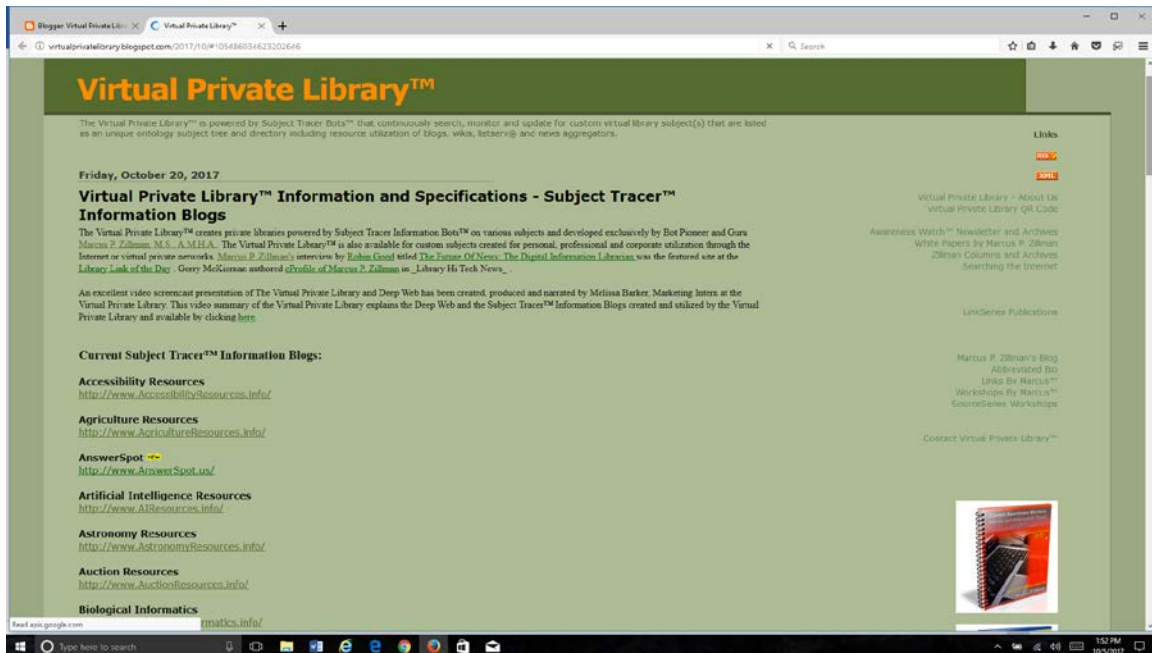 Blogger Virtual Private Libr
Virtual Private Library™
virtualprivatelibrary.blogspot.com/2017/10/#105486034623202646
Search
Virtual Private Library™
The Virtual Private Library™ is powered by Subject Tracer Bots™ that continuously search, monitor and update for custom virtual library subject(s) that are listed
as an unique ontology subject tree and directory including resource utilization of blogs, wikis, listserv® and news aggregators.
Links
RSS
XML
Friday, October 20, 2017
Virtual Private Library™ Information and Specifications - Subject Tracer™
Information Blogs
The Virtual Private Library™ creates private libraries powered by Subject Tracer Information Bots™ on various subjects and developed exclusively by Bot Pioneer and Guru
Marcus P. Zillman, M.S., A.M.H.A.. The Virtual Private Library™ is also available for custom subjects created for personal, professional and corporate utilization through the
Internet or virtual private networks. Marcus P. Zillman's interview by Robin Good titled The Future Of News: The Digital Information Librarian was the featured site at the
Library Link of the Day . Gerry McKiernan authored eProfile of Marcus P. Zillman in _Library Hi Tech News_ .
An excellent video screencast presentation of The Virtual Private Library and Deep Web has been created, produced and narrated by Melissa Barker, Marketing Intern at the
Virtual Private Library. This video summary of the Virtual Private Library explains the Deep Web and the Subject Tracer™ Information Blogs created and utilized by the Virtual
Private Library and available by clicking here.
Current Subject Tracer™ Information Blogs:
Accessibility Resources
http://www.AccessibilityResources.info/
Agriculture Resources
http://www.AgricultureResources.info/
AnswerSpot
http://www.AnswerSpot.us/
Artificial Intelligence Resources
http://www.AIResources.info/
Astronomy Resources
http://www.AstronomyResources.info/
Auction Resources
http://www.AuctionResources.info/
Biological Informatics
rmatics.info/
Virtual Private Library - About Us
Virtual Private Library QR Code
Awareness Watch™ Newsletter and Archives
White Papers by Marcus P. Zillman
Zillman Columns and Archives
Searching the Internet
LinkSeries Publications
Marcus P. Zillman's Blog
Abbreviated Bio
Links By Marcus™
Workshops By Marcus™
SourceSeries Workshops
Contact Virtual Private Library™
Read apis.google.com
Type here to search
1:52 PM
10/5/2017